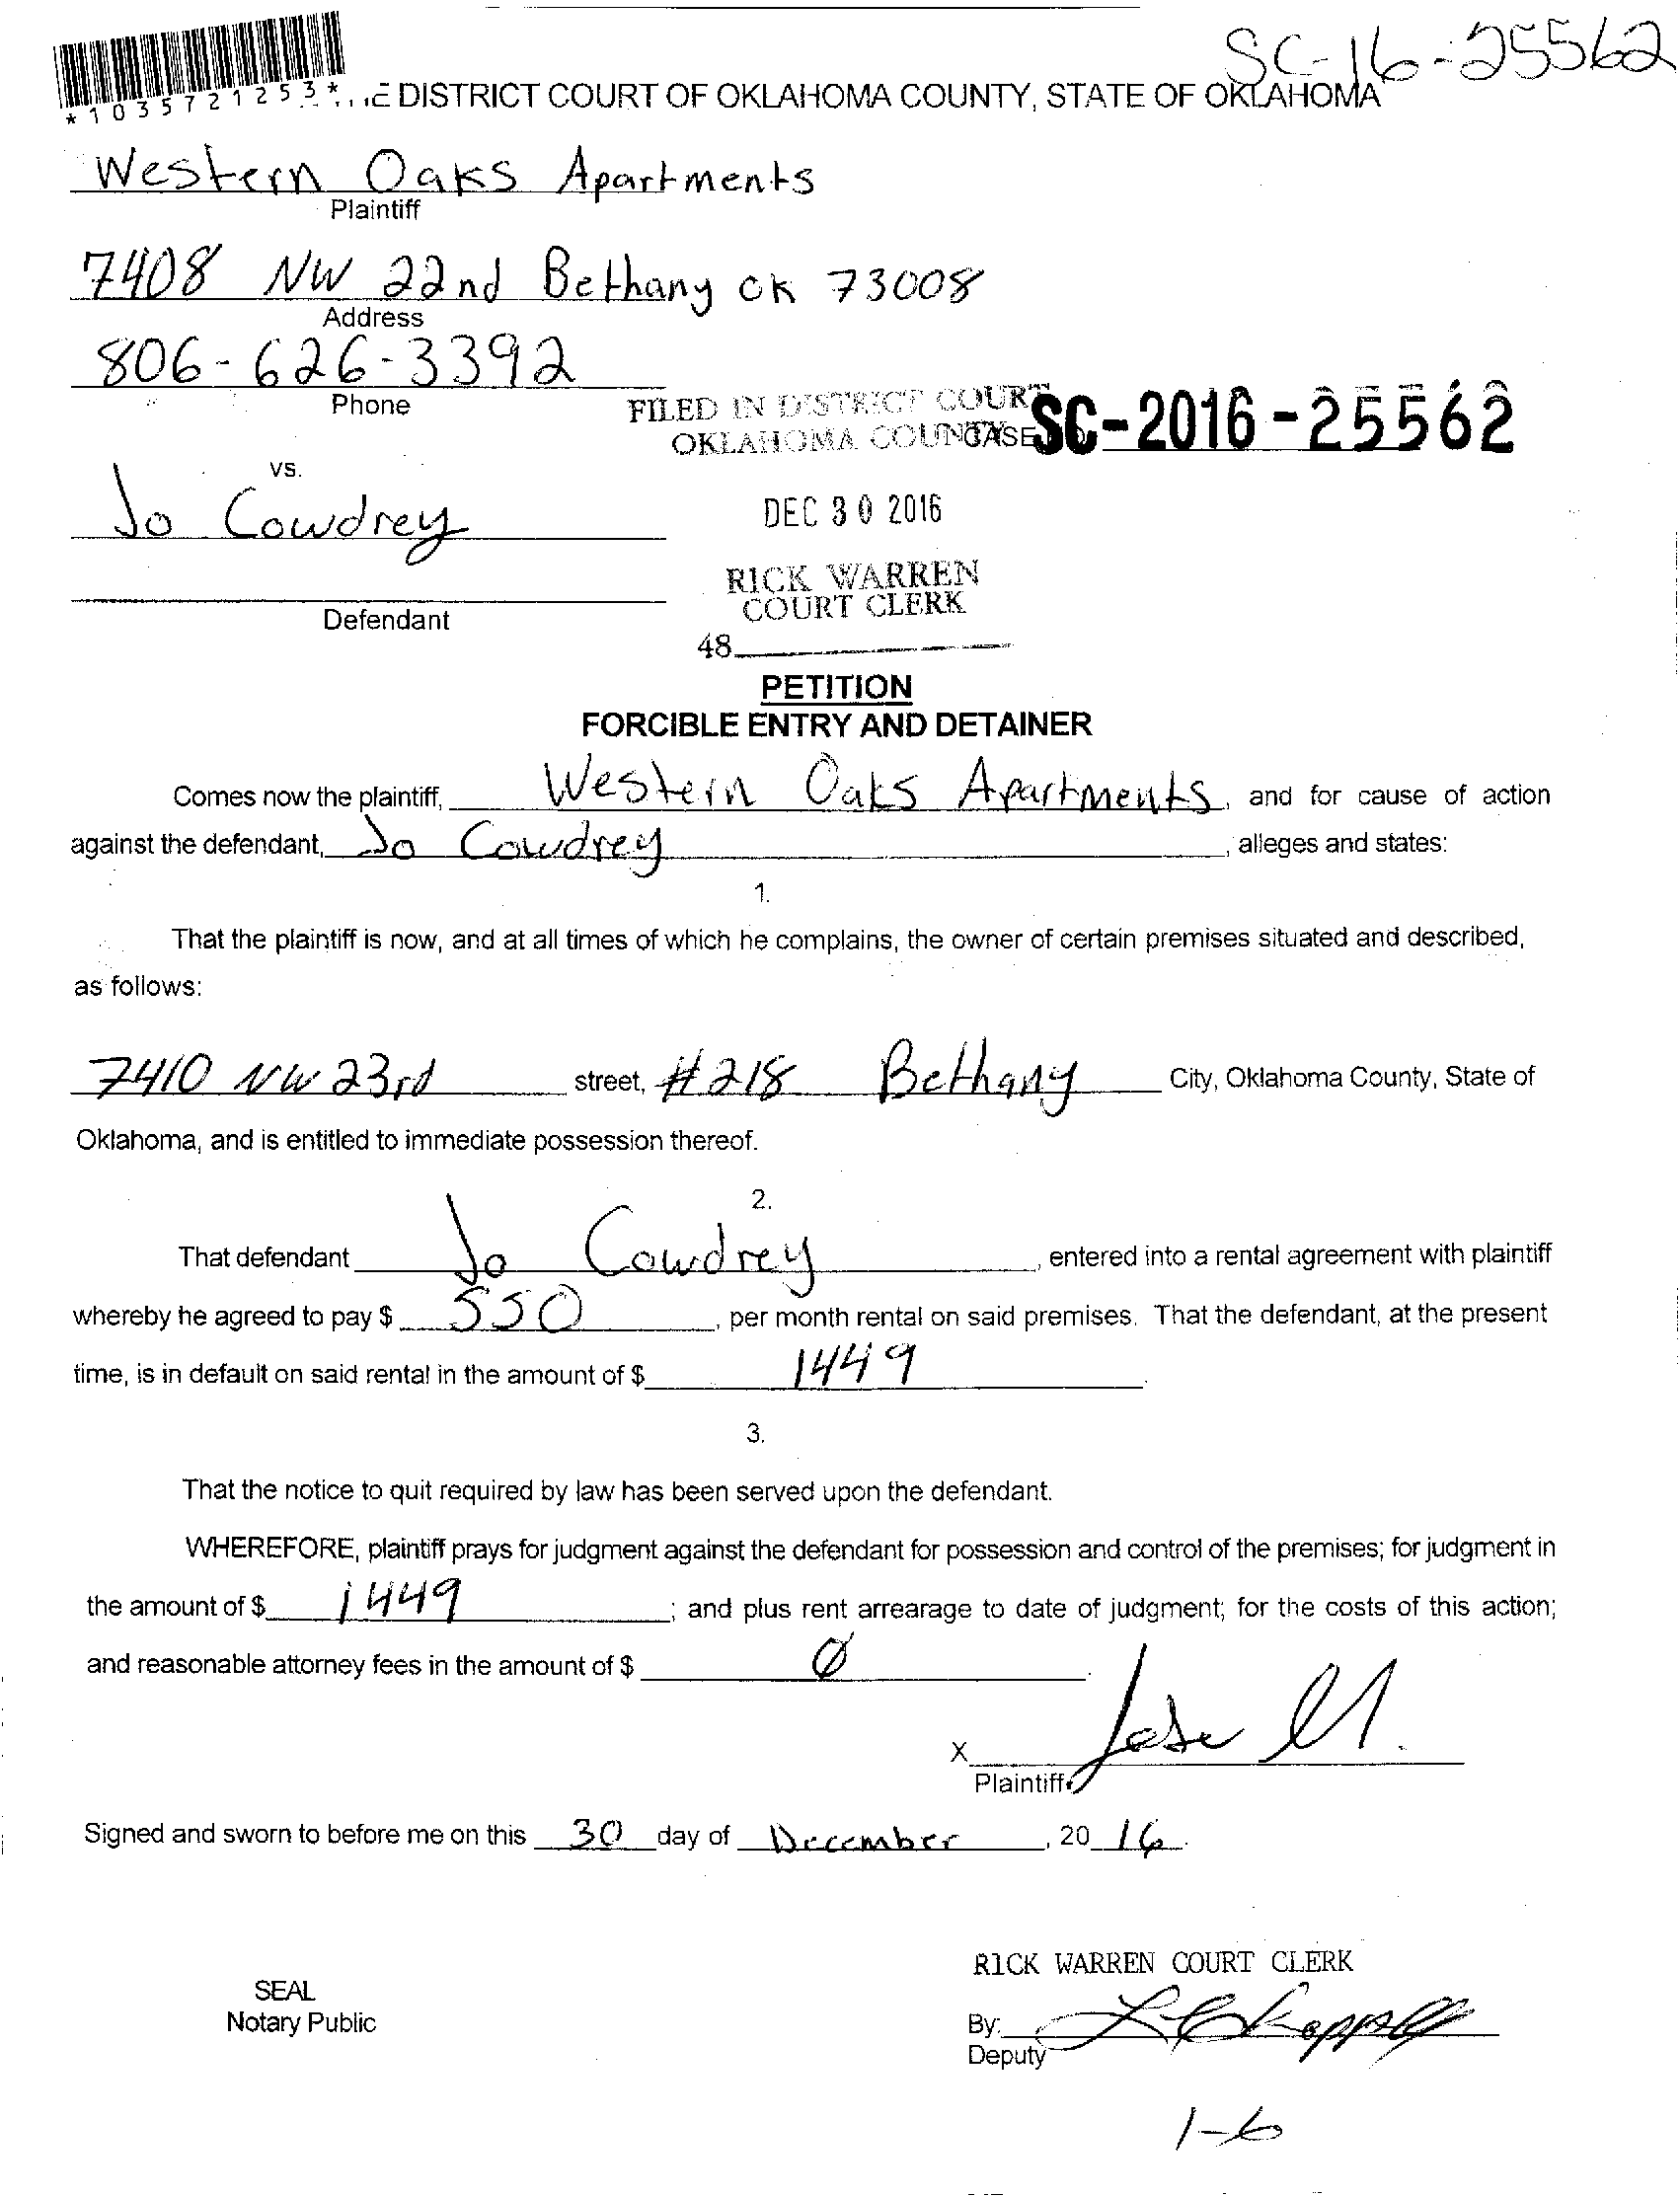 SC-16-25562
*1035721253*
E DISTRICT COURT OF OKLAHOMA COUNTY, STATE OF OKLAHOMA
Western Oaks Apartments
Plaintiff
7408 NW 22nd Bethany OK 73008
Address
806-626-3392
Phone
FILED IN DISTRICT COURT
OKLAHOMA COUNTY CASE SC-2016-25562
vs.
Jo Cowdrey
DEC 30 2016
RICK WARREN
COURT CLERK
Defendant
48
PETITION
FORCIBLE ENTRY AND DETAINER
Comes now the plaintiff, Western Oaks Apartments, and for cause of action
against the defendant, Jo Cowdrey, alleges and states:
1.
That the plaintiff is now, and at all times of which he complains, the owner of certain premises situated and described,
as follows:
7410 NW 23rd street, #218 Bethany City, Oklahoma County, State of
Oklahoma, and is entitled to immediate possession thereof.
2.
That defendant Jo Cowdrey, entered into a rental agreement with plaintiff
whereby he agreed to pay $ 550, per month rental on said premises. That the defendant, at the present
time, is in default on said rental in the amount of $ 1449.
3.
That the notice to quit required by law has been served upon the defendant.
WHEREFORE, plaintiff prays for judgment against the defendant for possession and control of the premises; for judgment in
the amount of $ 1449; and plus rent arrearage to date of judgment; for the costs of this action;
and reasonable attorney fees in the amount of $ Ø.
X
Plaintiff
Signed and sworn to before me on this 30 day of December, 2016.
RICK WARREN COURT CLERK
SEAL
Notary Public
By:
Deputy
1-6